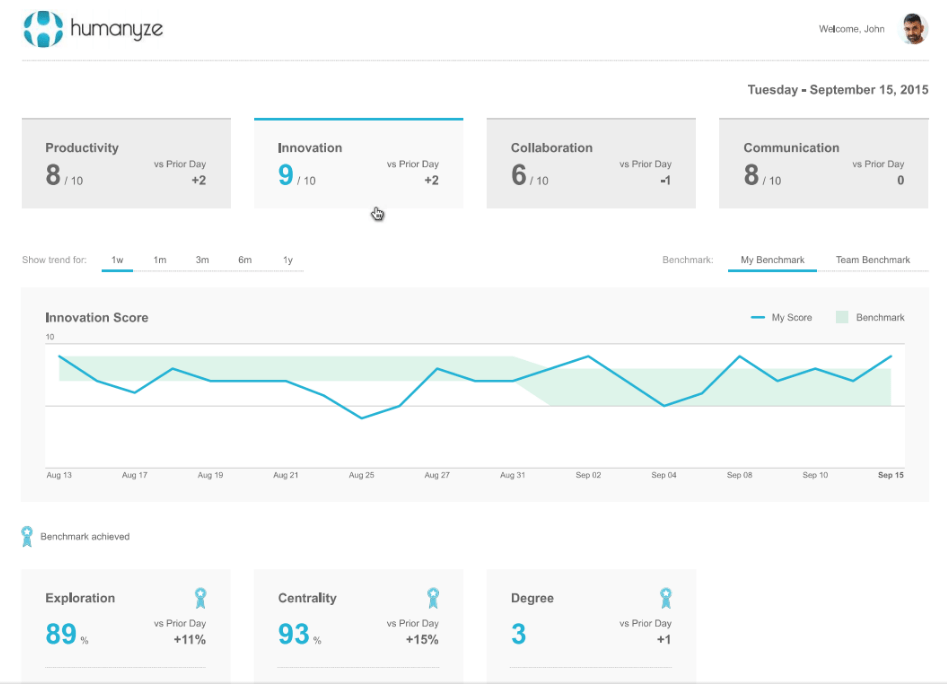 humanyze
Welcome, John
Tuesday - September 15, 2015
Productivity
8 / 10
vs Prior Day
+2
Innovation
9 / 10
vs Prior Day
+2
Collaboration
6 / 10
vs Prior Day
-1
Communication
8 / 10
vs Prior Day
0
Show trend for: 1w 1m 3m 6m 1y
Benchmark: My Benchmark Team Benchmark
Innovation Score
My Score Benchmark
10
Aug 13 Aug 17 Aug 19 Aug 21 Aug 25 Aug 27 Aug 31 Sep 02 Sep 04 Sep 08 Sep 10 Sep 15
Benchmark achieved
Exploration
89 %
vs Prior Day
+11%
Centrality
93 %
vs Prior Day
+15%
Degree
3
vs Prior Day
+1